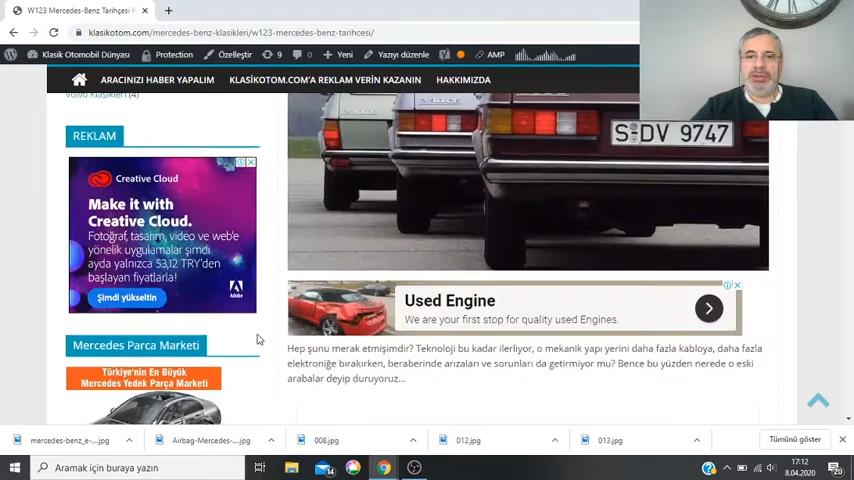 W123 Mercedes-Benz Tarihçesi K
klasikotom.com/mercedes-benz-klasikleri/w123-mercedes-benz-tarihcesi/
Klasik Otomobil Dünyası Protection Özelleştir 9 0 Yeni Yazıyı düzenle AMP
ARACINIZI HABER YAPALIM KLASİKOTOM.COM'A REKLAM VERİN KAZANIN HAKKIMIZDA
Volvo Klasikleri (4)
REKLAM
S-DV 9747
Creative Cloud
Make it with
Creative Cloud.
Fotoğraf, tasarım, video ve web'e
yönelik uygulamalar şimdi
ayda yalnızca 53,12 TRY'den
başlayan fiyatlarla!
Şimdi yükseltin
Adobe
Used Engine
We are your first stop for quality used Engines.
Mercedes Parca Marketi
Türkiye'nin En Büyük
Mercedes Yedek Parça Marketi
Hep şunu merak etmişimdir? Teknoloji bu kadar ilerliyor, o mekanik yapı yerini daha fazla kabloya, daha fazla
elektroniğe bırakırken, beraberinde arızaları ve sorunları da getirmiyor mu? Bence bu yüzden nerede o eski
arabalar deyip duruyoruz...
mercedes-benz_e-....jpg Airbag-Mercedes-....jpg 008.jpg 012.jpg 013.jpg Tümünü göster
Aramak için buraya yazın
14
17:12
8.04.2020
20